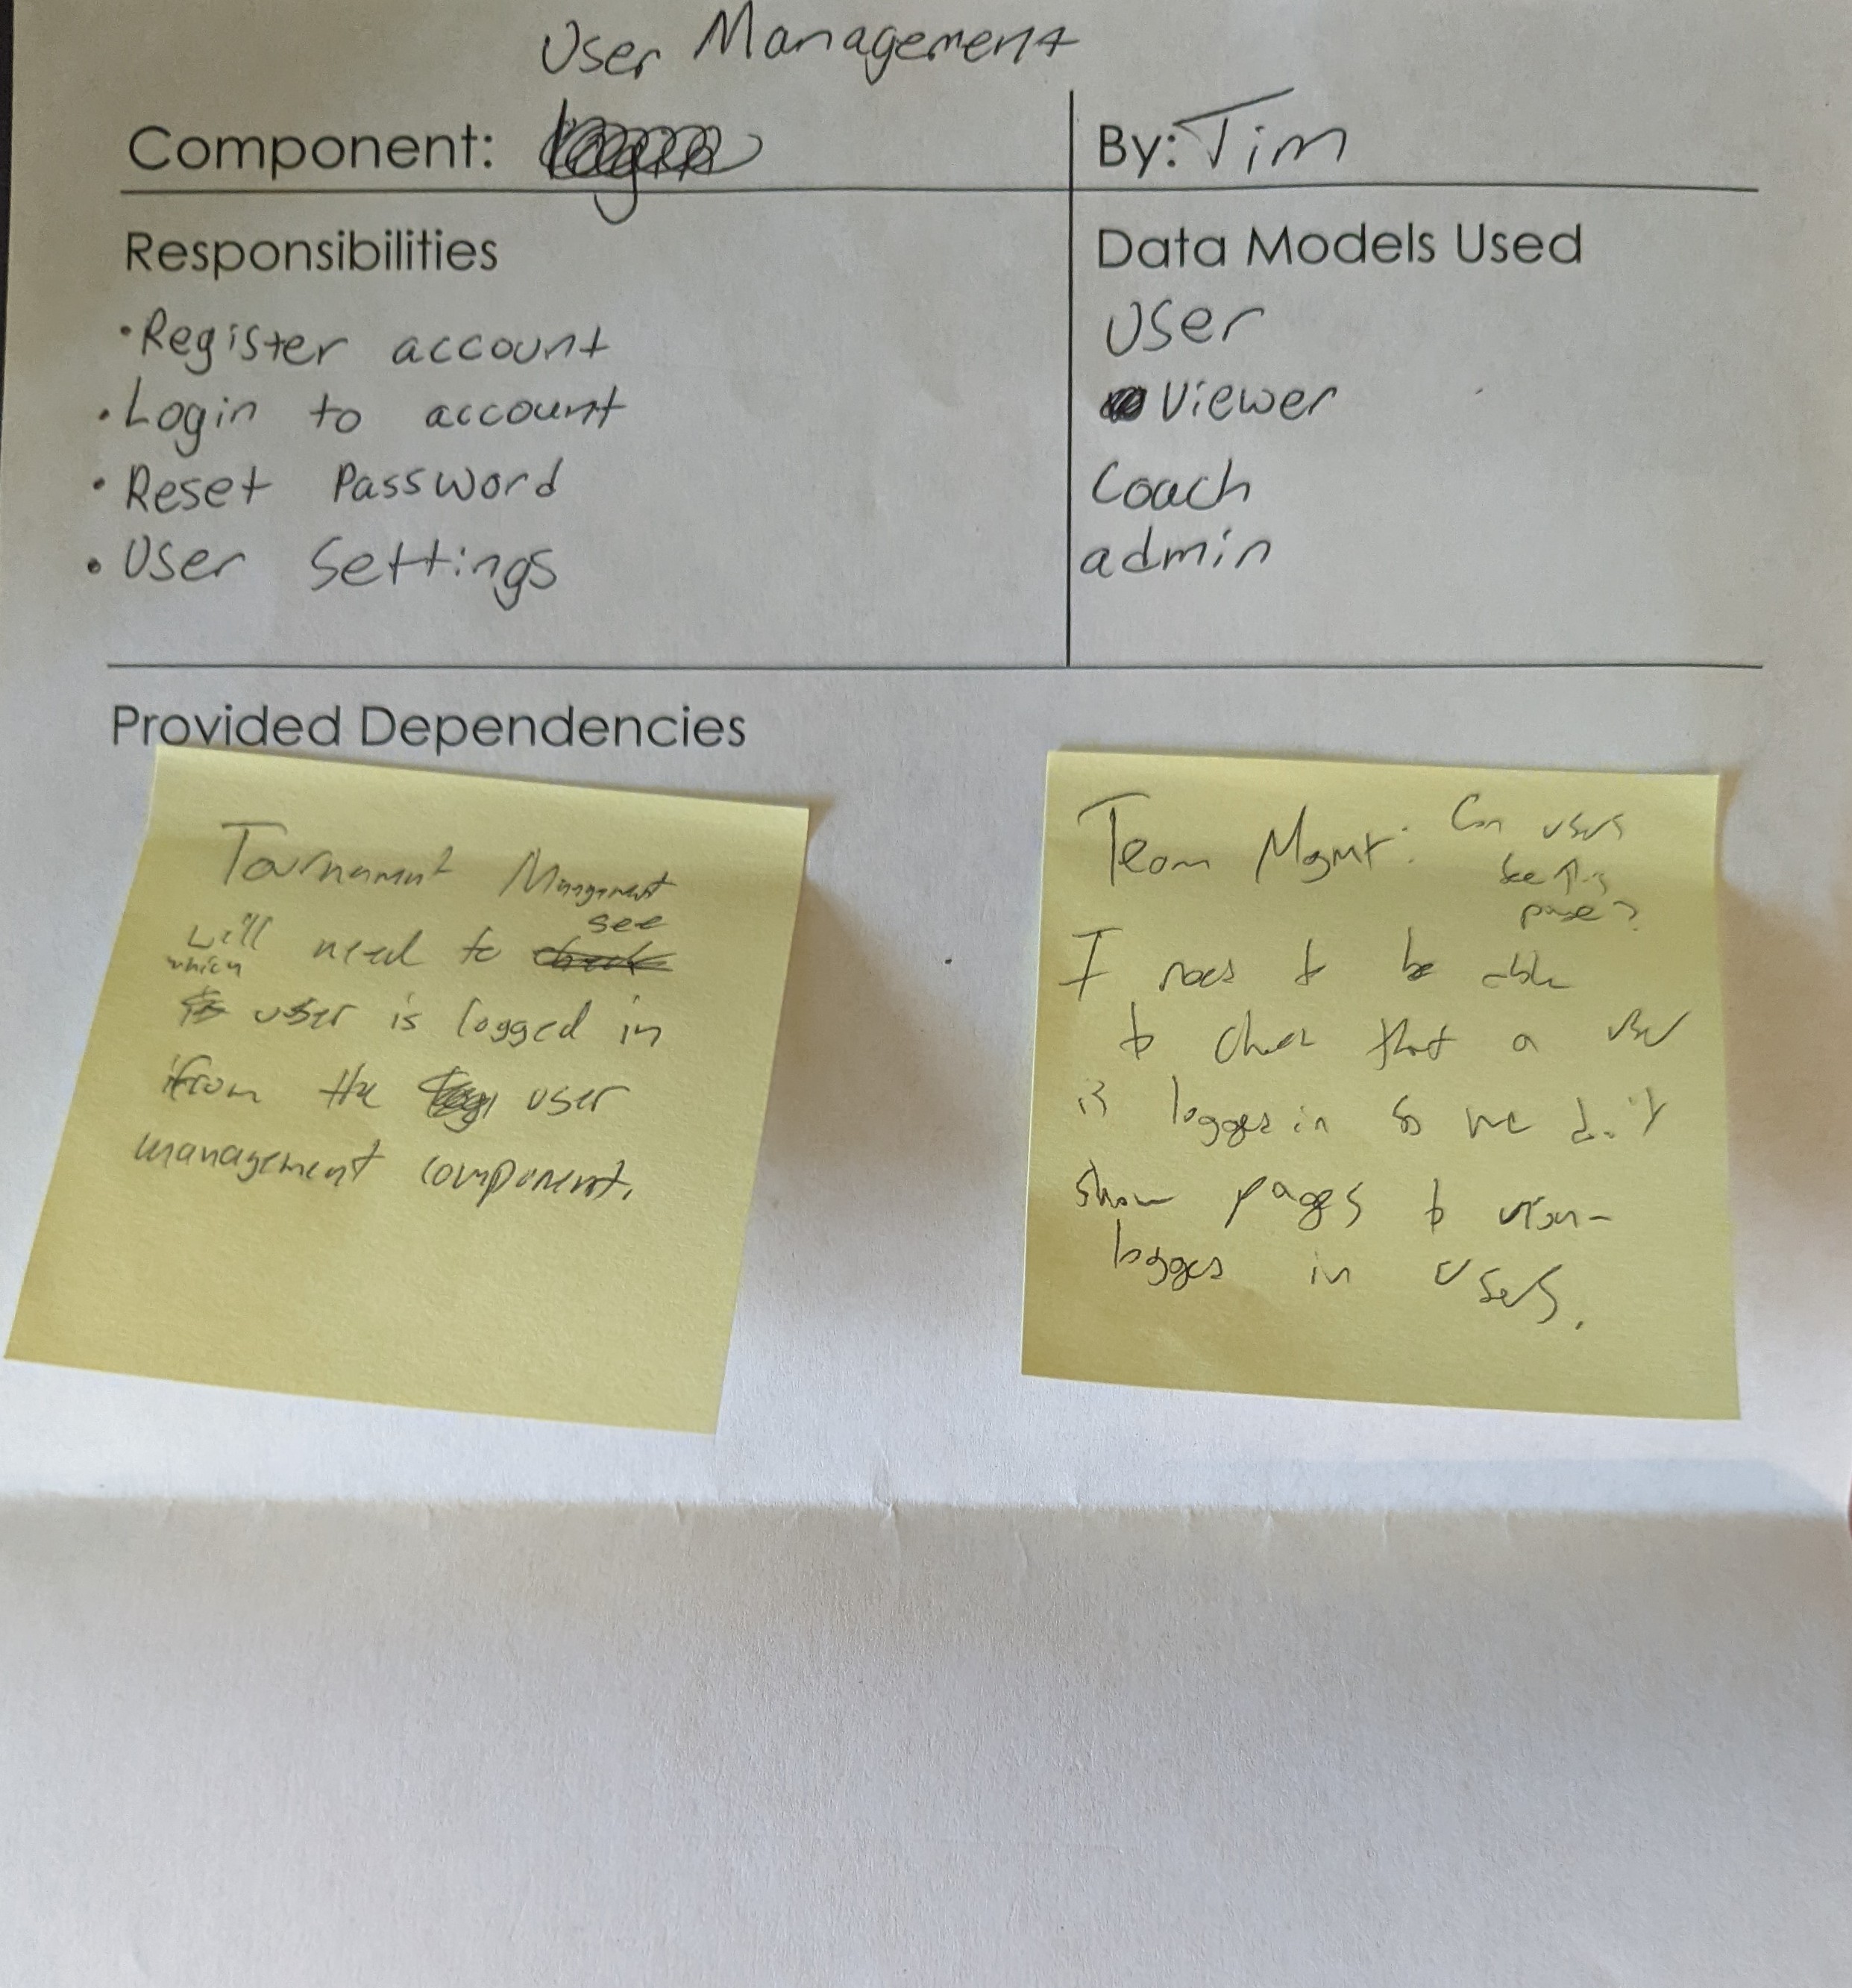 User Management
Component:
By: Tim
Responsibilities
• Register account
• Login to account
• Reset Password
• User Settings
Data Models Used
User
Viewer
Coach
admin
Provided Dependencies
Tournament Management
will need to see
which user is logged in
from the user
management component.
Team Mgmt: Can users
see this
page?
I need to be able
to check that a user
is logged in so we don't
show pages to non-
logged in users.